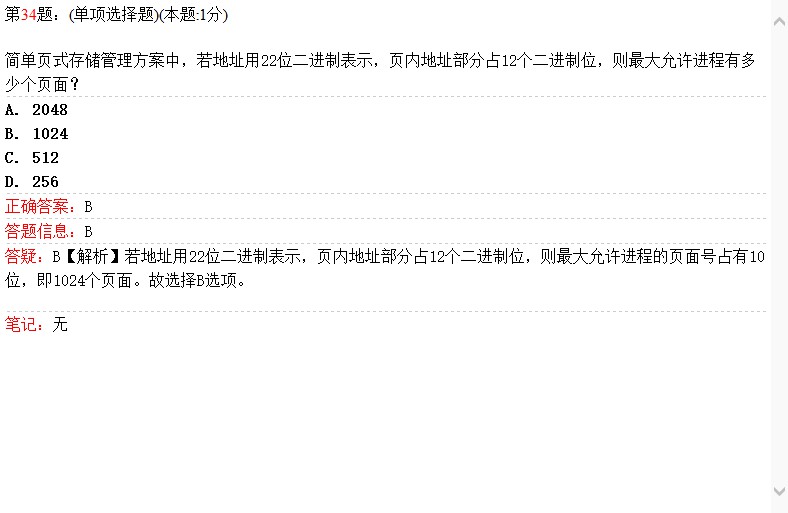 第34题：(单项选择题)(本题:1分)
简单页式存储管理方案中，若地址用22位二进制表示，页内地址部分占12个二进制位，则最大允许进程有多
少个页面?
A. 2048
B. 1024
C. 512
D. 256
正确答案：B
答题信息：B
答疑：B【解析】若地址用22位二进制表示，页内地址部分占12个二进制位，则最大允许进程的页面号占有10
位，即1024个页面。故选择B选项。
笔记：无